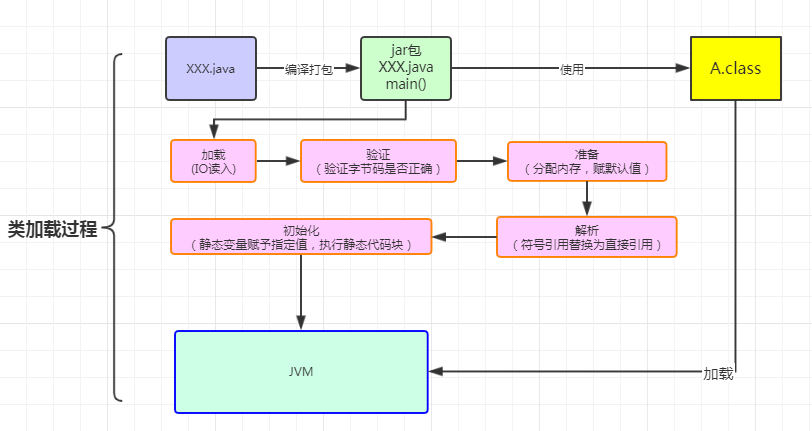 XXX.java
编译打包
jar包
XXX.java
main()
使用
A.class
加载
(IO读入)
验证
（验证字节码是否正确）
准备
（分配内存，赋默认值）
类加载过程
初始化
（静态变量赋予指定值，执行静态代码块）
解析
（符号引用替换为直接引用）
JVM
加载